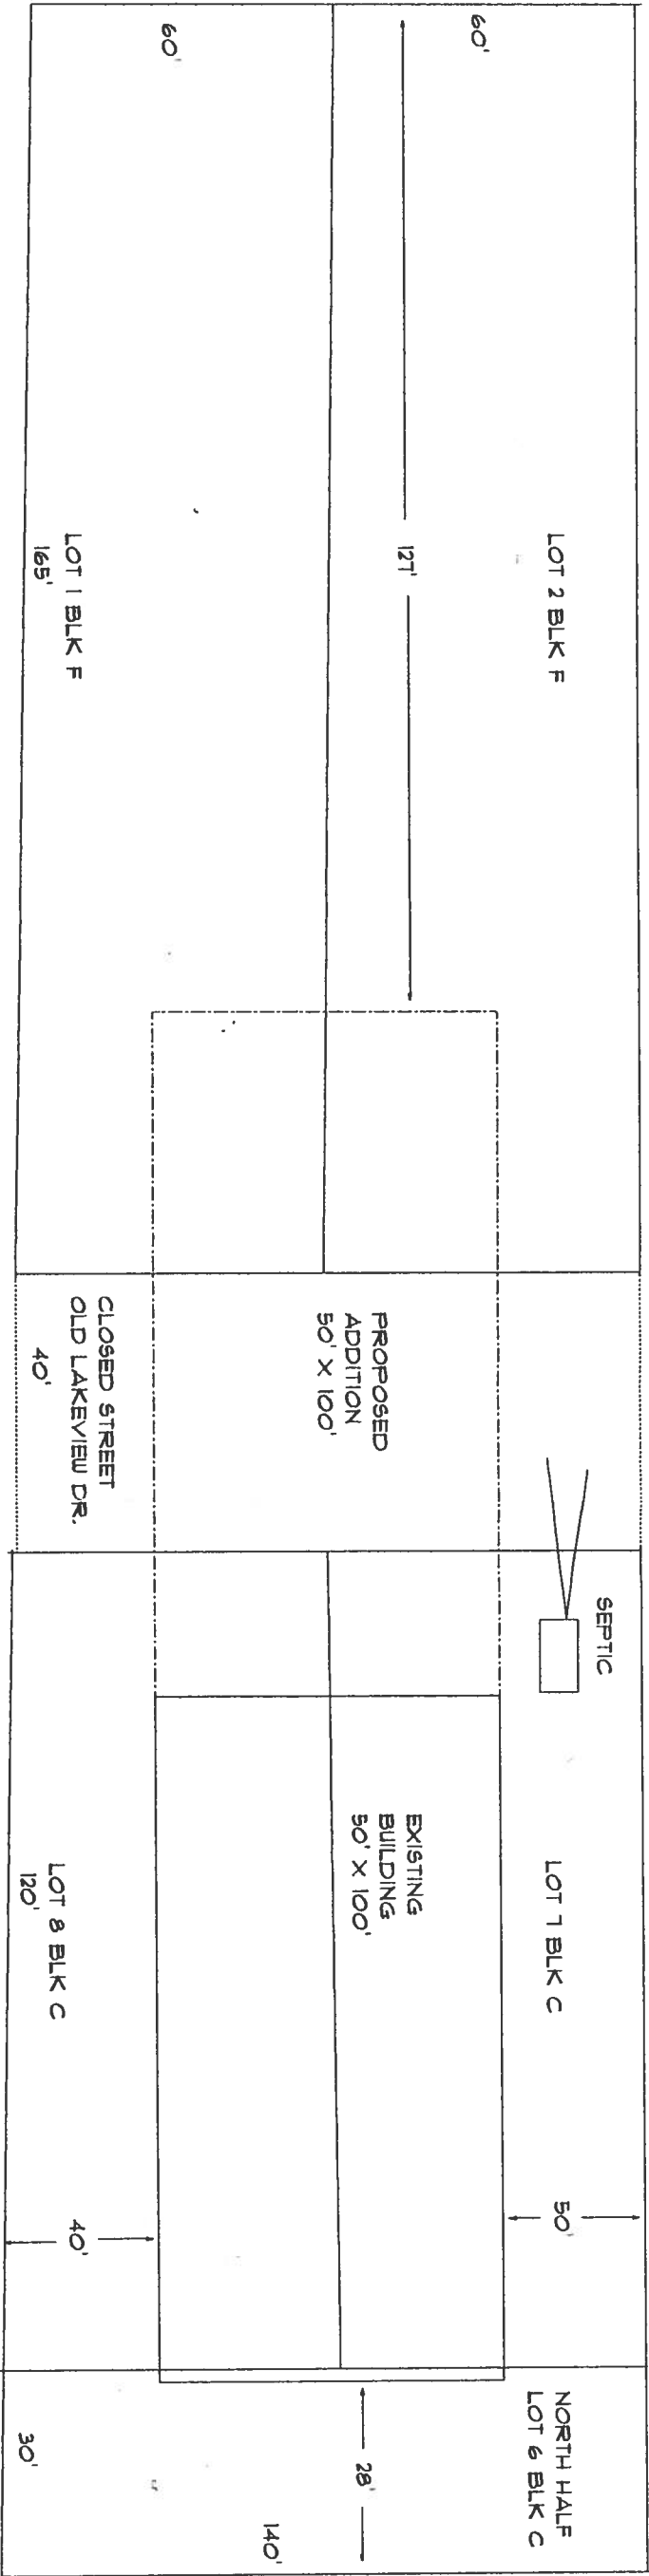 60'
60'
127'
LOT 2 BLK F
LOT 1 BLK F
165'
PROPOSED
ADDITION
50' X 100'
CLOSED STREET
OLD LAKEVIEW DR.
40'
SEPTIC
LOT 7 BLK C
EXISTING
BUILDING
50' X 100'
LOT 8 BLK C
120'
50'
40'
NORTH HALF
LOT 6 BLK C
28'
140'
30'